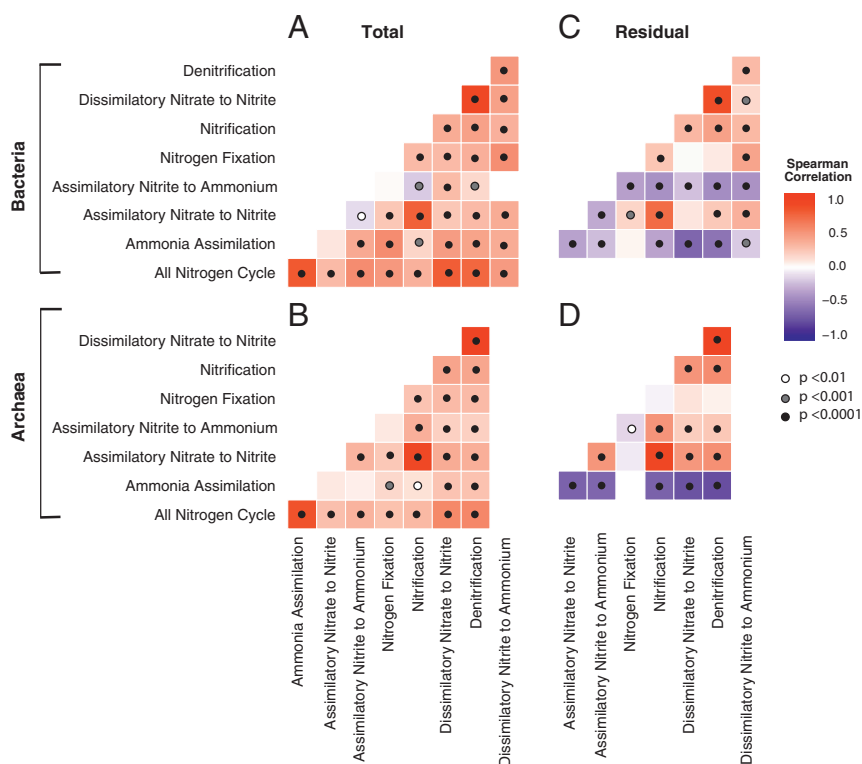 A
Total
C
Residual
Bacteria
Denitrification
Dissimilatory Nitrate to Nitrite
Nitrification
Nitrogen Fixation
Assimilatory Nitrite to Ammonium
Assimilatory Nitrate to Nitrite
Ammonia Assimilation
All Nitrogen Cycle
Spearman
Correlation
1.0
0.5
0.0
−0.5
−1.0
p <0.01
p <0.001
p <0.0001
B
D
Archaea
Dissimilatory Nitrate to Nitrite
Nitrification
Nitrogen Fixation
Assimilatory Nitrite to Ammonium
Assimilatory Nitrate to Nitrite
Ammonia Assimilation
All Nitrogen Cycle
Ammonia Assimilation
Assimilatory Nitrate to Nitrite
Assimilatory Nitrite to Ammonium
Nitrogen Fixation
Nitrification
Dissimilatory Nitrate to Nitrite
Denitrification
Dissimilatory Nitrite to Ammonium
Assimilatory Nitrate to Nitrite
Assimilatory Nitrite to Ammonium
Nitrogen Fixation
Nitrification
Dissimilatory Nitrate to Nitrite
Denitrification
Dissimilatory Nitrite to Ammonium